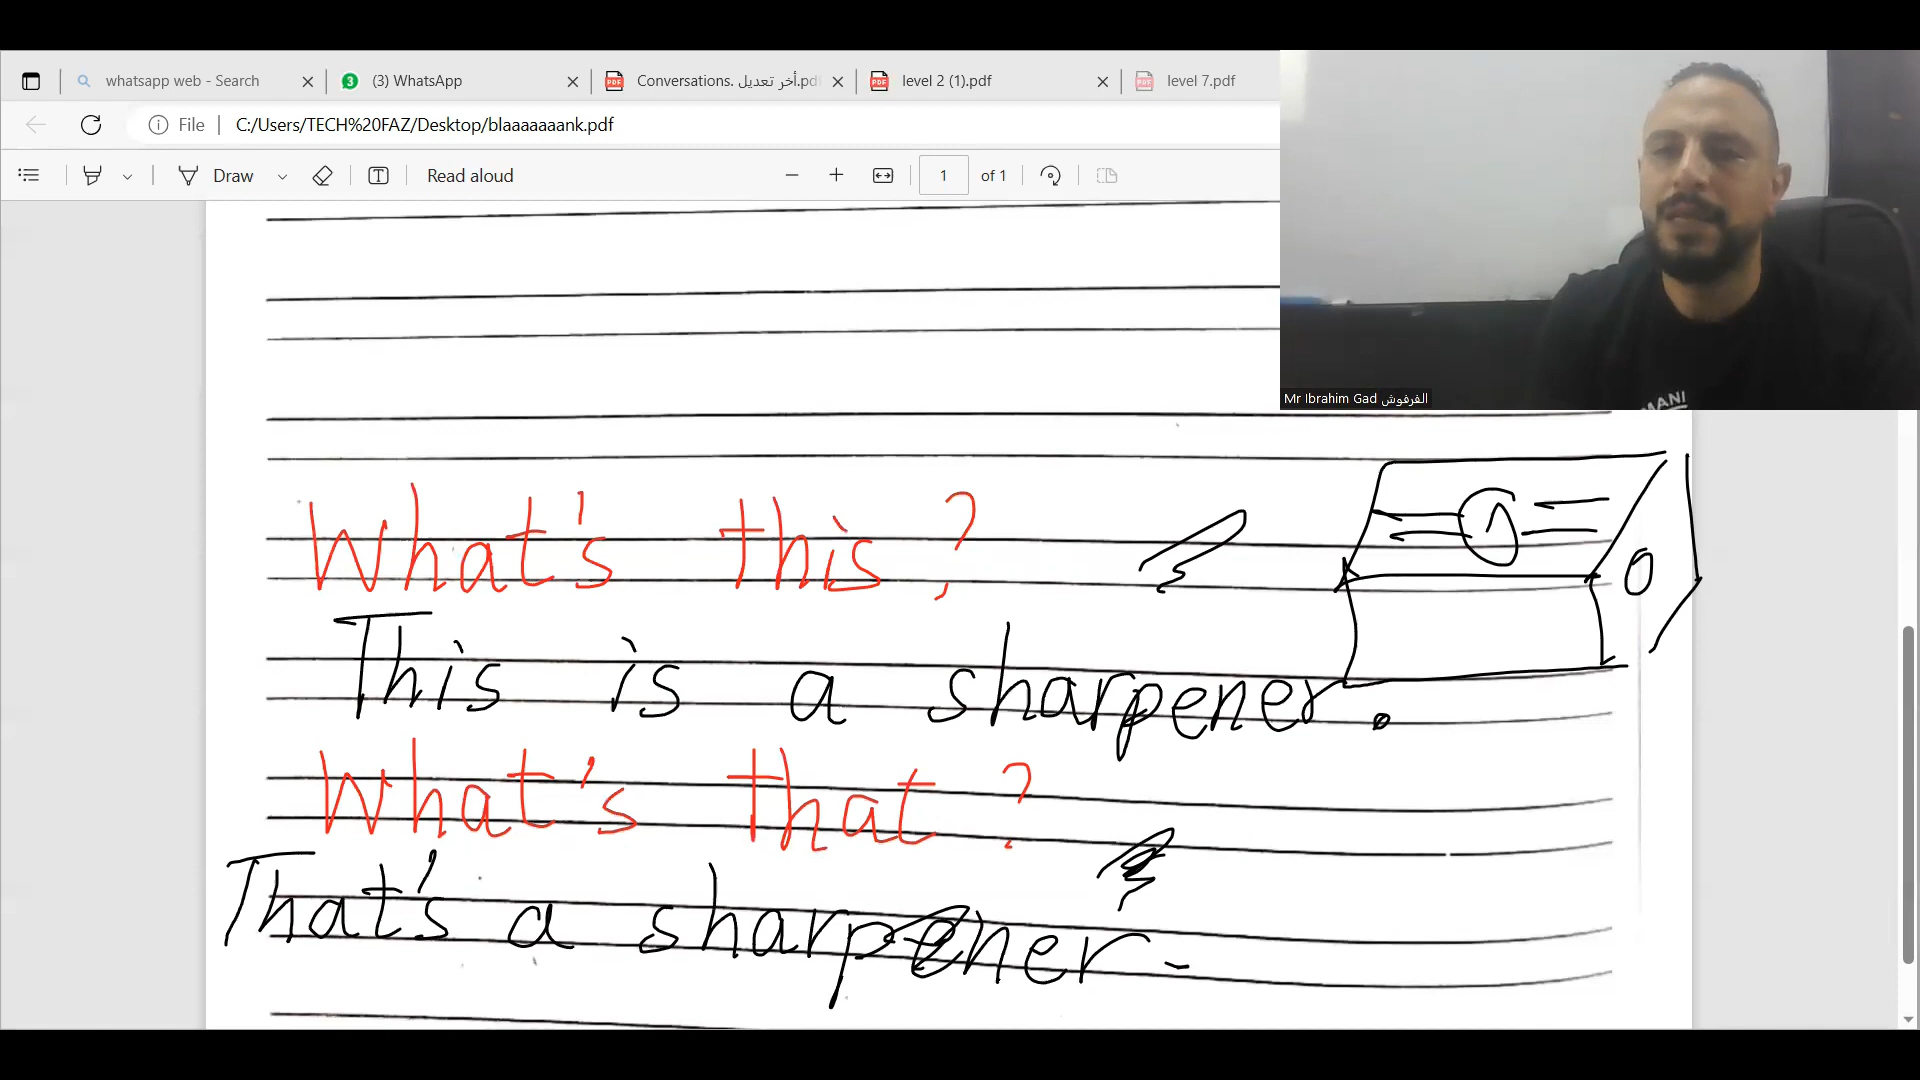 whatsapp web - Search
(3) WhatsApp
Conversations. أخر تعديل.pd
level 2 (1).pdf
level 7.pdf
File
C:/Users/TECH%20FAZ/Desktop/blaaaaaaank.pdf
Draw
Read aloud
1 of 1
MANI
Mr Ibrahim Gad الفرفوش
What's this?
This is a sharpener.
What's that?
That's a sharpener-